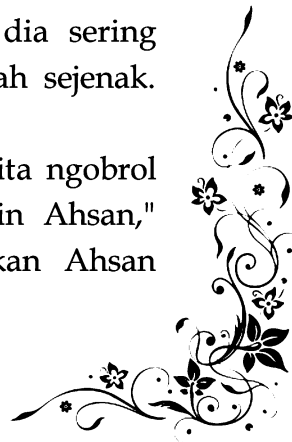 dia sering
ah sejenak.
ita ngobrol
in Ahsan,"
kan Ahsan